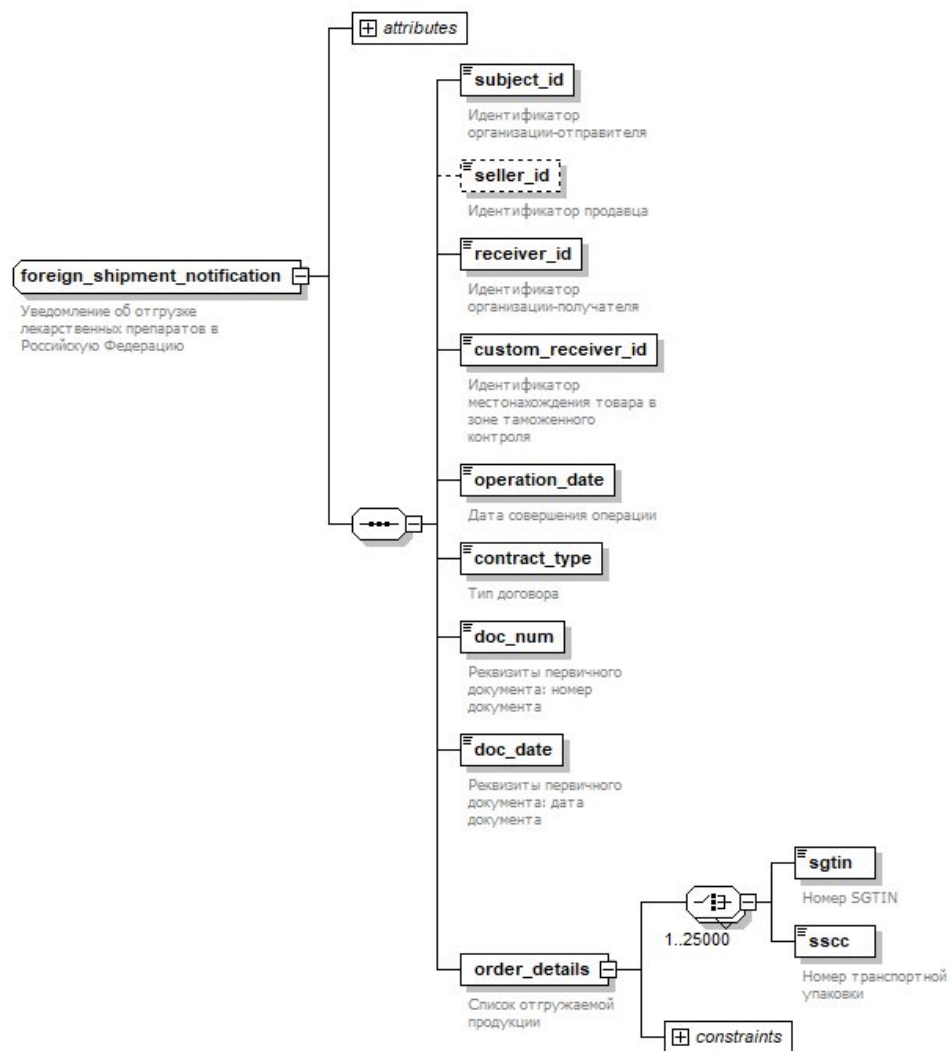 attributes
subject_id
Идентификатор
организации-отправителя
seller_id
Идентификатор продавца
receiver_id
Идентификатор
организации-получателя
foreign_shipment_notification
Уведомление об отгрузке
лекарственных препаратов в
Российскую Федерацию
custom_receiver_id
Идентификатор
местонахождения товара в
зоне таможенного
контроля
operation_date
Дата совершения операции
contract_type
Тип договора
doc_num
Реквизиты первичного
документа: номер
документа
doc_date
Реквизиты первичного
документа: дата
документа
order_details
Список отгружаемой
продукции
1..25000
sgtin
Номер SGTIN
sscc
Номер транспортной
упаковки
constraints